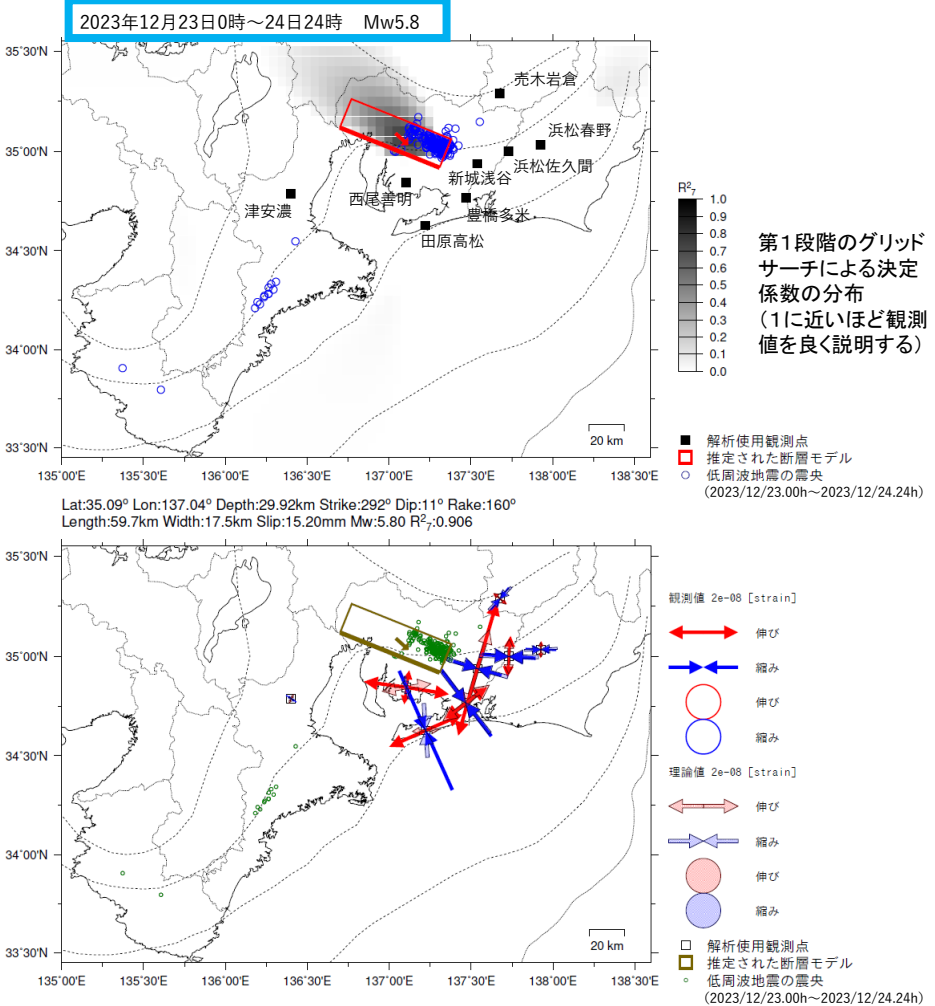 2023年12月23日0時～24日24時　Mw5.8
35˚30'N
35˚00'N
34˚30'N
34˚00'N
33˚30'N
売木岩倉
浜松春野
浜松佐久間
新城浅谷
西尾善明
豊橋多米
津安濃
田原高松
20 km
135˚00'E
135˚30'E
136˚00'E
136˚30'E
137˚00'E
137˚30'E
138˚00'E
138˚30'E
R²₇
1.0
0.9
0.8
0.7
0.6
0.5
0.4
0.3
0.2
0.1
0.0
第１段階のグリッド
サーチによる決定
係数の分布
（１に近いほど観測
値を良く説明する）
解析使用観測点
推定された断層モデル
低周波地震の震央
(2023/12/23.00h～2023/12/24.24h)
Lat:35.09º Lon:137.04º Depth:29.92km Strike:292º Dip:11º Rake:160º
Length:59.7km Width:17.5km Slip:15.20mm Mw:5.80 R²₇:0.906
35˚30'N
35˚00'N
34˚30'N
34˚00'N
33˚30'N
20 km
135˚00'E
135˚30'E
136˚00'E
136˚30'E
137˚00'E
137˚30'E
138˚00'E
138˚30'E
観測値 2e-08 [strain]
伸び
縮み
伸び
縮み
理論値 2e-08 [strain]
伸び
縮み
伸び
縮み
解析使用観測点
推定された断層モデル
低周波地震の震央
(2023/12/23.00h～2023/12/24.24h)